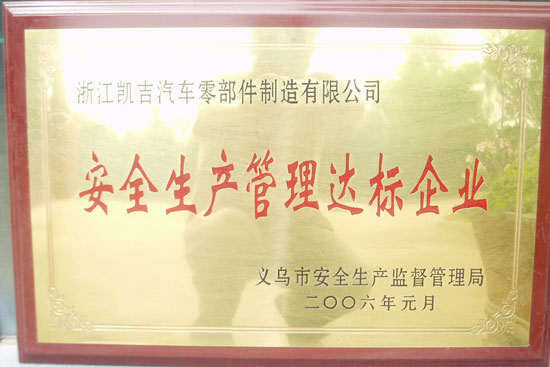 浙江凯吉汽车零部件制造有限公司
安全生产管理达标企业
义乌市安全生产监督管理局
二〇〇六年元月